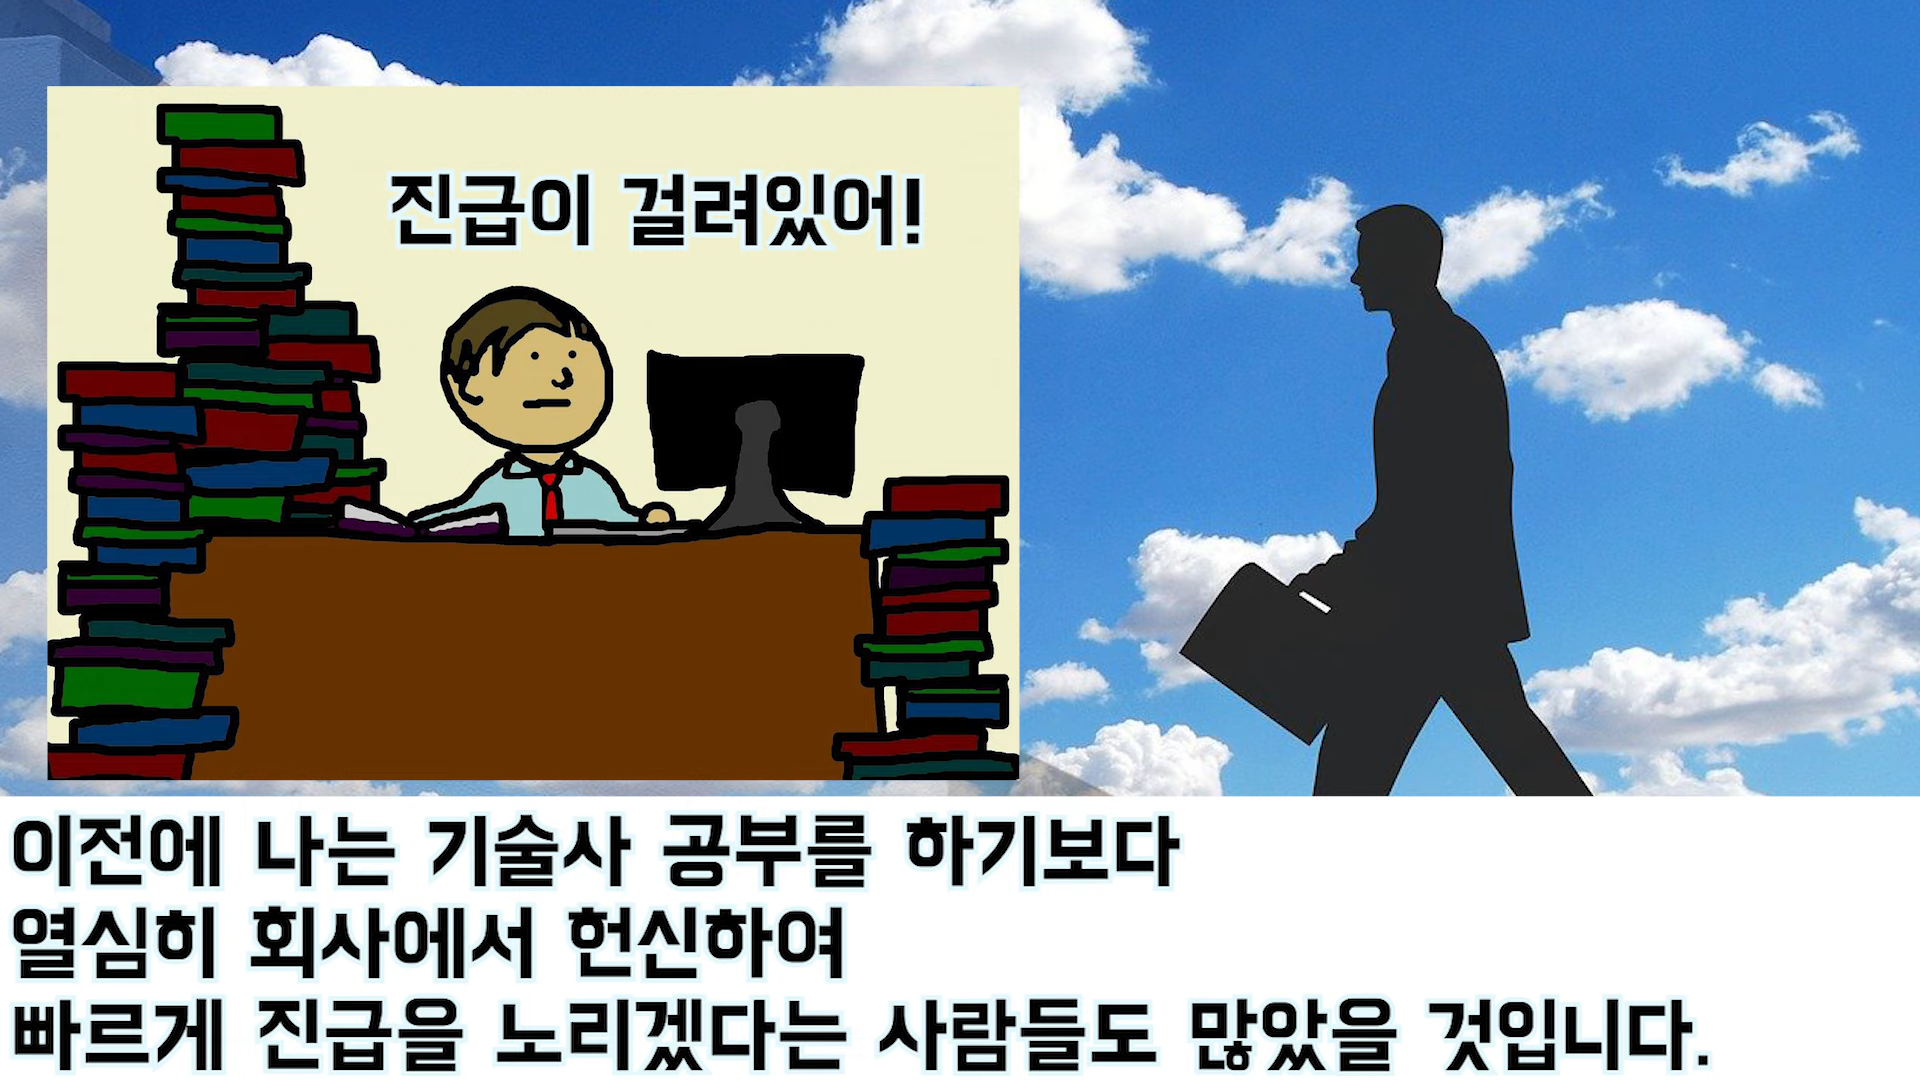 진급이 걸려있어!
이전에 나는 기술사 공부를 하기보다
열심히 회사에서 헌신하여
빠르게 진급을 노리겠다는 사람들도 많았을 것입니다.